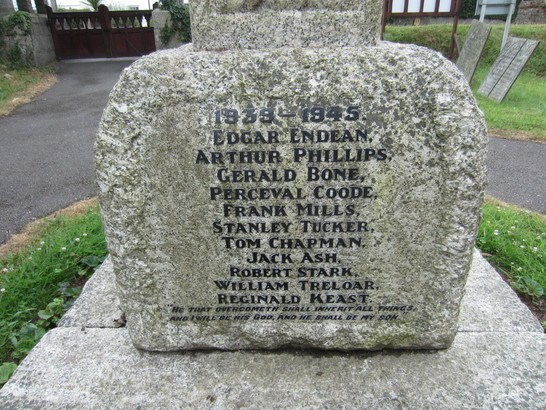 1939-1945.
EDGAR ENDEAN,
ARTHUR PHILLIPS,
GERALD BONE,
PERCEVAL COODE,
FRANK MILLS,
STANLEY TUCKER,
TOM CHAPMAN,
JACK ASH,
ROBERT STARK,
WILLIAM TRELOAR,
REGINALD KEAST.
"HE THAT OVERCOMETH SHALL INHERIT ALL THINGS,
AND I WILL BE HIS GOD, AND HE SHALL BE MY SON."